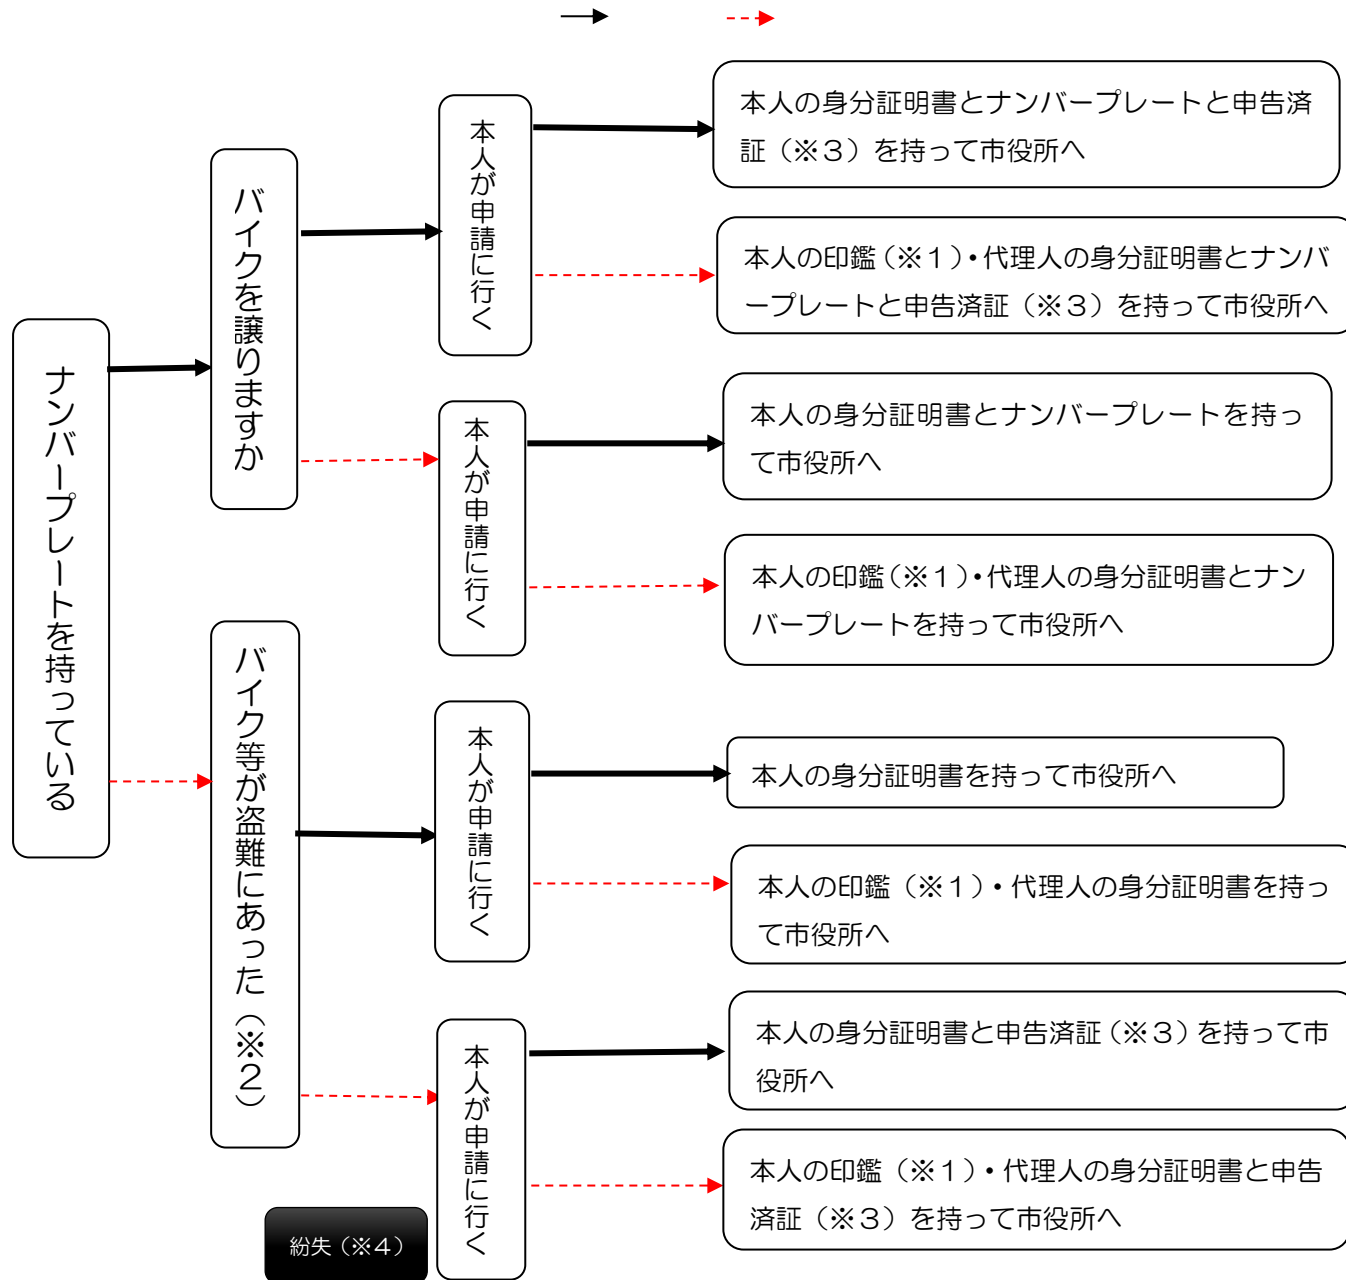 ナンバープレートを持っている
バイクを譲りますか
本人が申請に行く
本人の身分証明書とナンバープレートと申告済
証（※３）を持って市役所へ
本人の印鑑（※１）・代理人の身分証明書とナンバ
ープレートと申告済証（※３）を持って市役所へ
本人が申請に行く
本人の身分証明書とナンバープレートを持っ
て市役所へ
本人の印鑑（※１）・代理人の身分証明書とナン
バープレートを持って市役所へ
バイク等が盗難にあった（※２）
本人が申請に行く
本人の身分証明書を持って市役所へ
本人の印鑑（※１）・代理人の身分証明書を持っ
て市役所へ
本人が申請に行く
本人の身分証明書と申告済証（※３）を持って市
役所へ
本人の印鑑（※１）・代理人の身分証明書と申告
済証（※３）を持って市役所へ
紛失（※４）